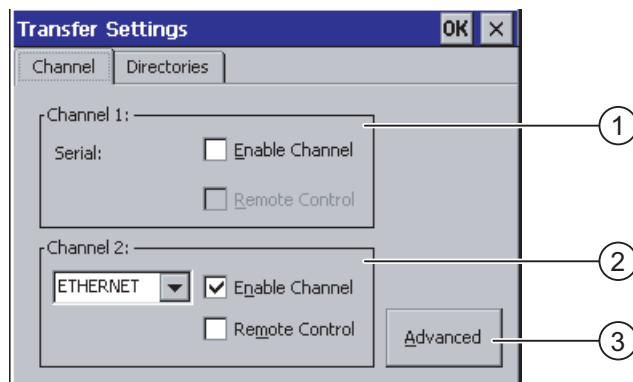 Transfer Settings OK ×
Channel Directories
Channel 1:
1
Serial: Enable Channel
Remote Control
Channel 2:
2
ETHERNET Enable Channel
Remote Control
Advanced
3